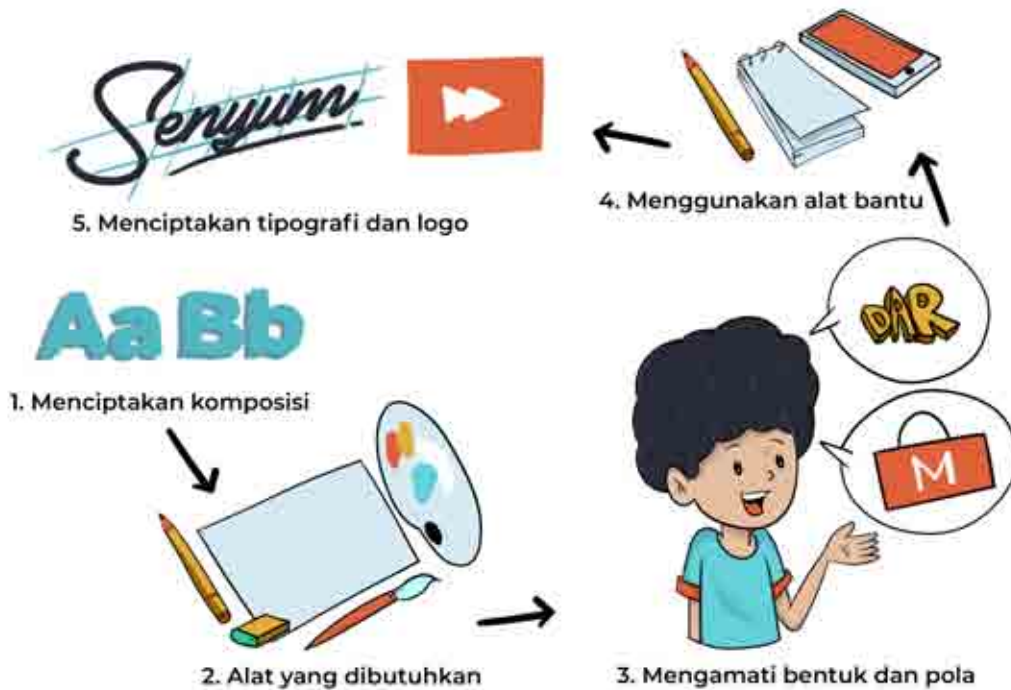 Senyum
5. Menciptakan tipografi dan logo
4. Menggunakan alat bantu
Aa Bb
1. Menciptakan komposisi
DAR
M
2. Alat yang dibutuhkan
3. Mengamati bentuk dan pola